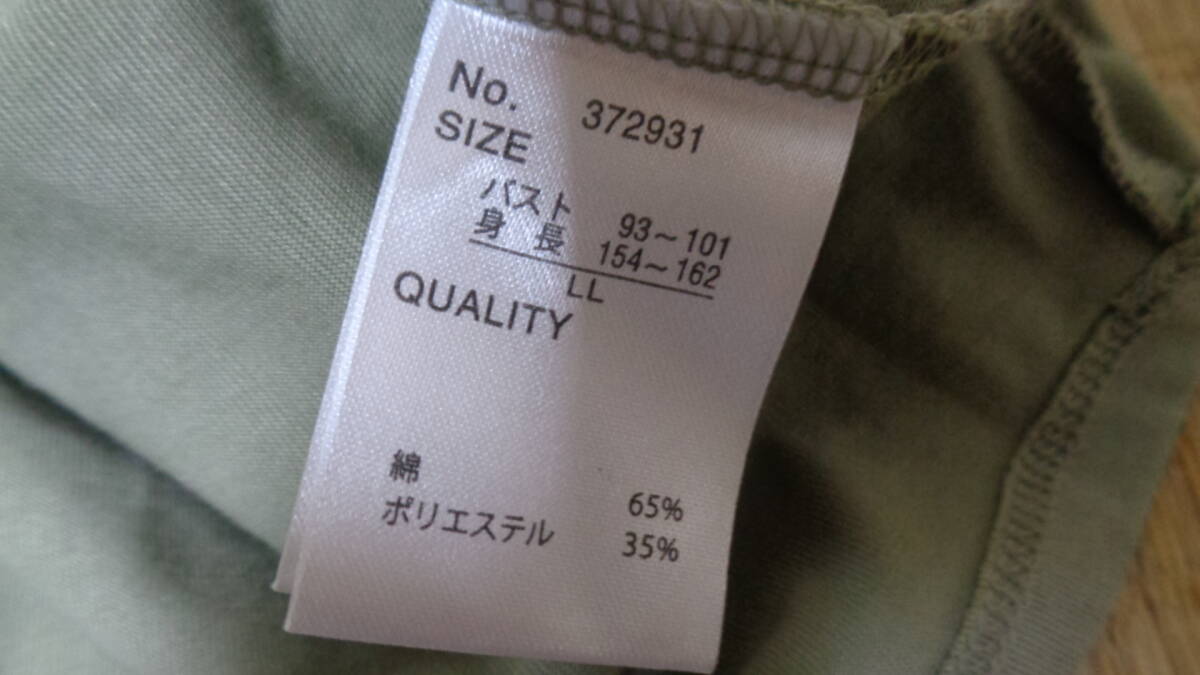 No. 372931
SIZE
バスト 93～101
身長 154～162
LL
QUALITY
綿 65%
ポリエステル 35%